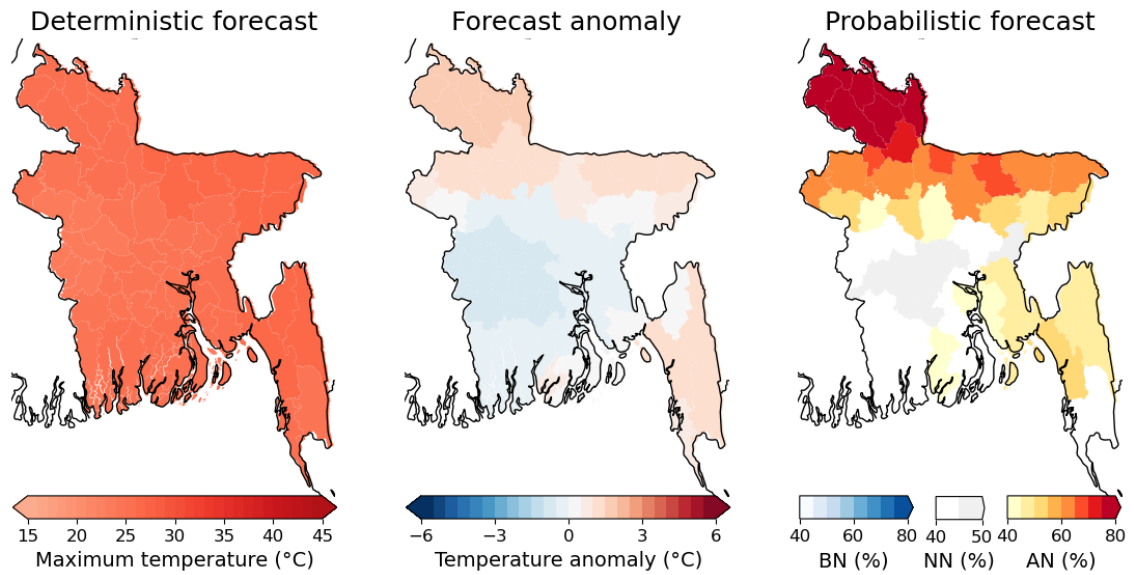 Deterministic forecast
Forecast anomaly
Probabilistic forecast
15 20 25 30 35 40 45
Maximum temperature (°C)
−6 −3 0 3 6
Temperature anomaly (°C)
40 60 80
BN (%)
40 50
NN (%)
40 60 80
AN (%)